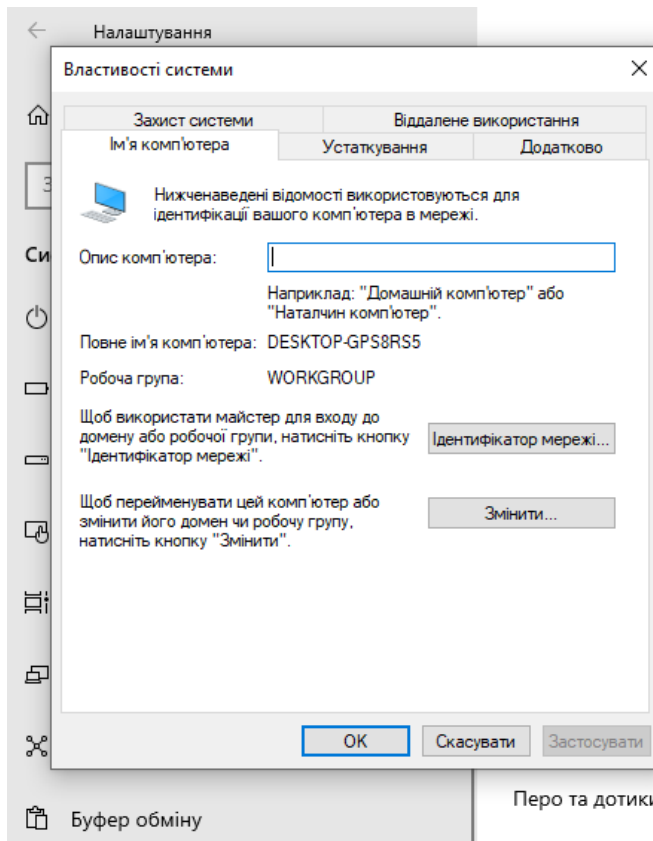 Налаштування
Властивості системи
Захист системи
Віддалене використання
Ім'я комп'ютера
Устаткування
Додатково
Нижченаведені відомості використовуються для
ідентифікації вашого комп'ютера в мережі.
Опис комп'ютера:
Наприклад: "Домашній комп'ютер" або
"Наталчин комп'ютер".
Повне ім'я комп'ютера: DESKTOP-GPS8RS5
Робоча група: WORKGROUP
Щоб використати майстер для входу до
домену або робочої групи, натисніть кнопку
"Ідентифікатор мережі".
Ідентифікатор мережі...
Щоб перейменувати цей комп'ютер або
змінити його домен чи робочу групу,
натисніть кнопку "Змінити".
Змінити...
OK
Скасувати
Застосувати
Перо та дотики
Буфер обміну